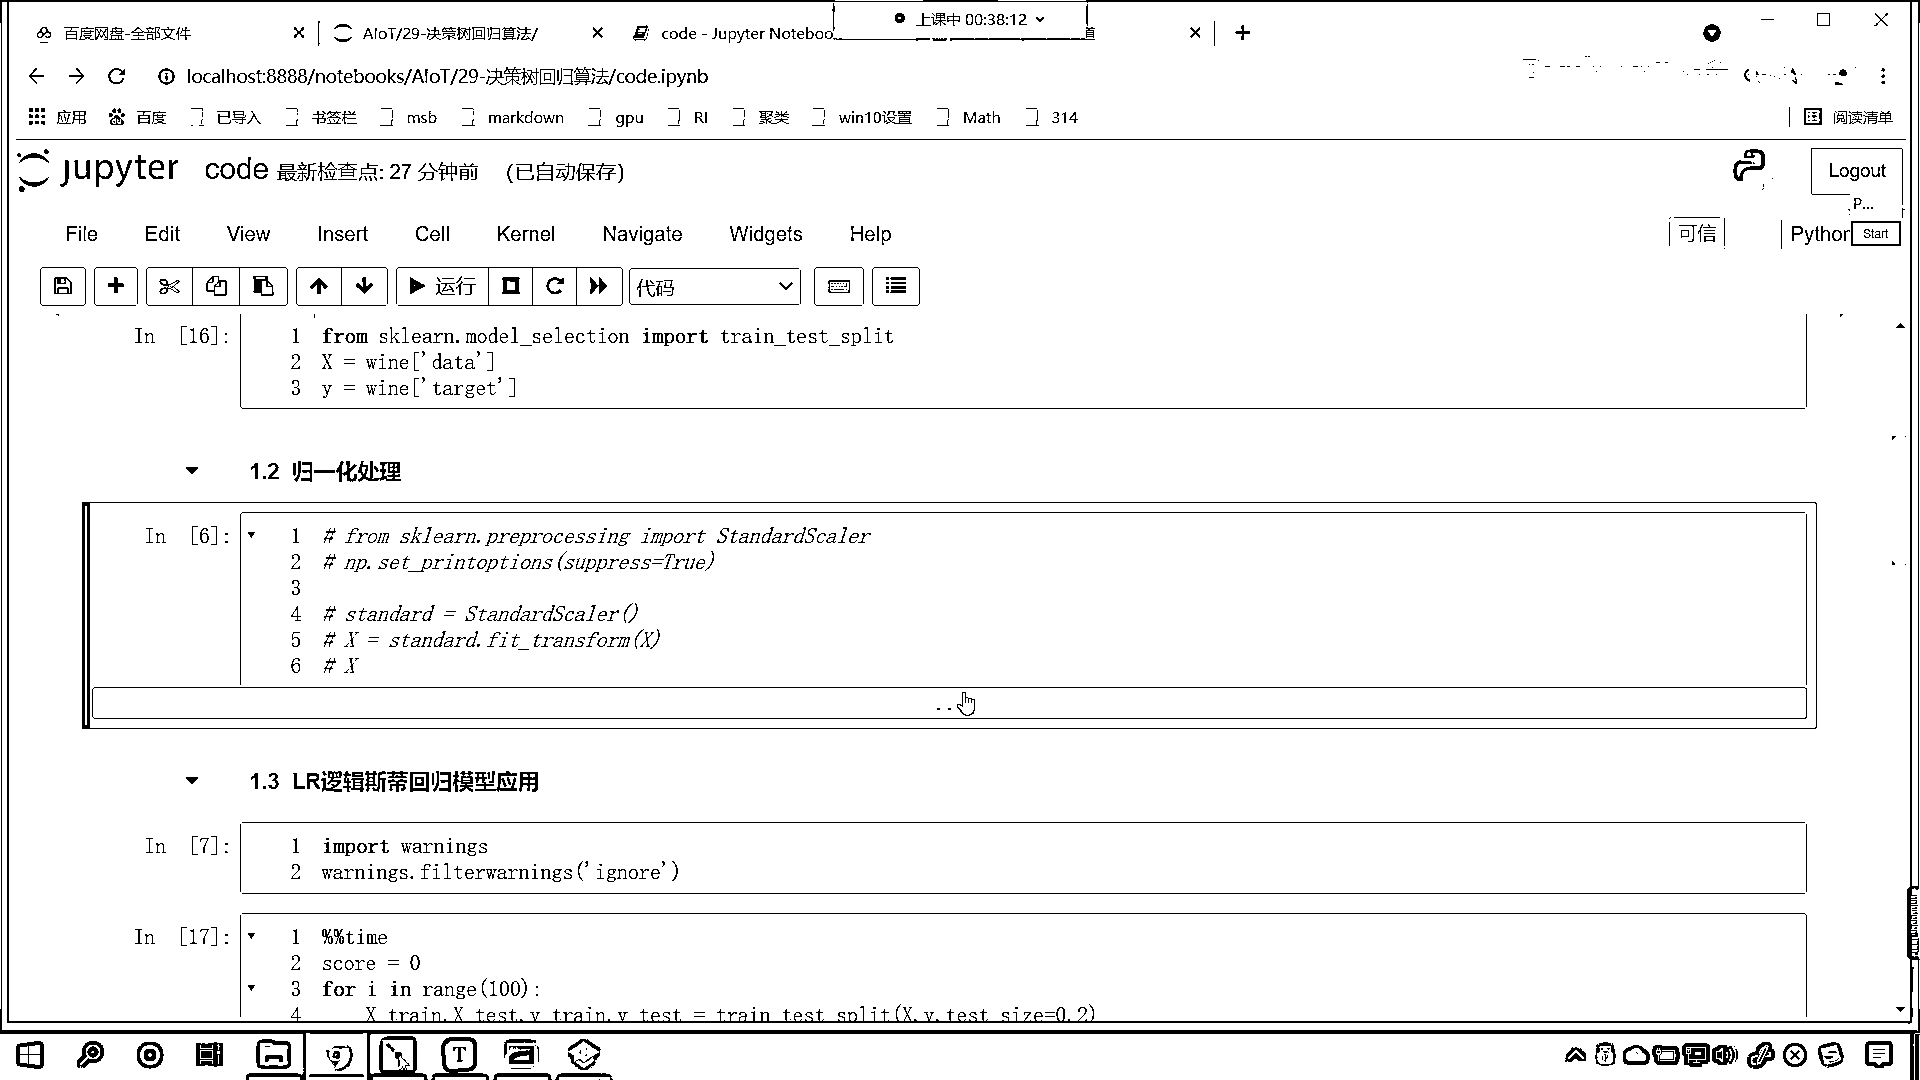 上课中 00:38:12
百度网盘-全部文件
AIoT/29-决策树回归算法/
code - Jupyter Noteboo
localhost:8888/notebooks/AIoT/29-决策树回归算法/code.ipynb
应用 百度 已导入 书签栏 msb markdown gpu RI 聚类 win10设置 Math 314 阅读清单
jupyter code 最新检查点: 27 分钟前 (已自动保存) Logout
P...
File Edit View Insert Cell Kernel Navigate Widgets Help 可信 Python Start
运行 代码
In [16]:
1 from sklearn.model_selection import train_test_split
2 X = wine['data']
3 y = wine['target']
1.2 归一化处理
In [6]:
1 # from sklearn.preprocessing import StandardScaler
2 # np.set_printoptions(suppress=True)
3
4 # standard = StandardScaler()
5 # X = standard.fit_transform(X)
6 # X
1.3 LR逻辑斯蒂回归模型应用
In [7]:
1 import warnings
2 warnings.filterwarnings('ignore')
In [17]:
1 %%time
2 score = 0
3 for i in range(100):
4 X_train,X_test,y_train,y_test = train_test_split(X,y,test_size=0.2)